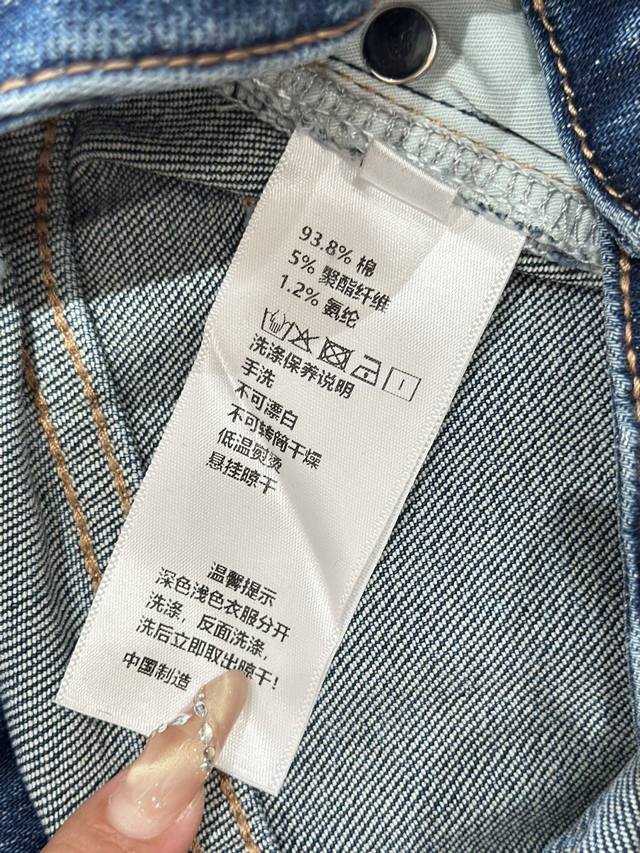 93.8% 棉
5% 聚酯纤维
1.2% 氨纶
洗涤保养说明
手洗
不可漂白
不可转筒干燥
低温熨烫
悬挂晾干
温馨提示
深色浅色衣服分开
洗涤，反面洗涤，
洗后立即取出晾干！
中国制造